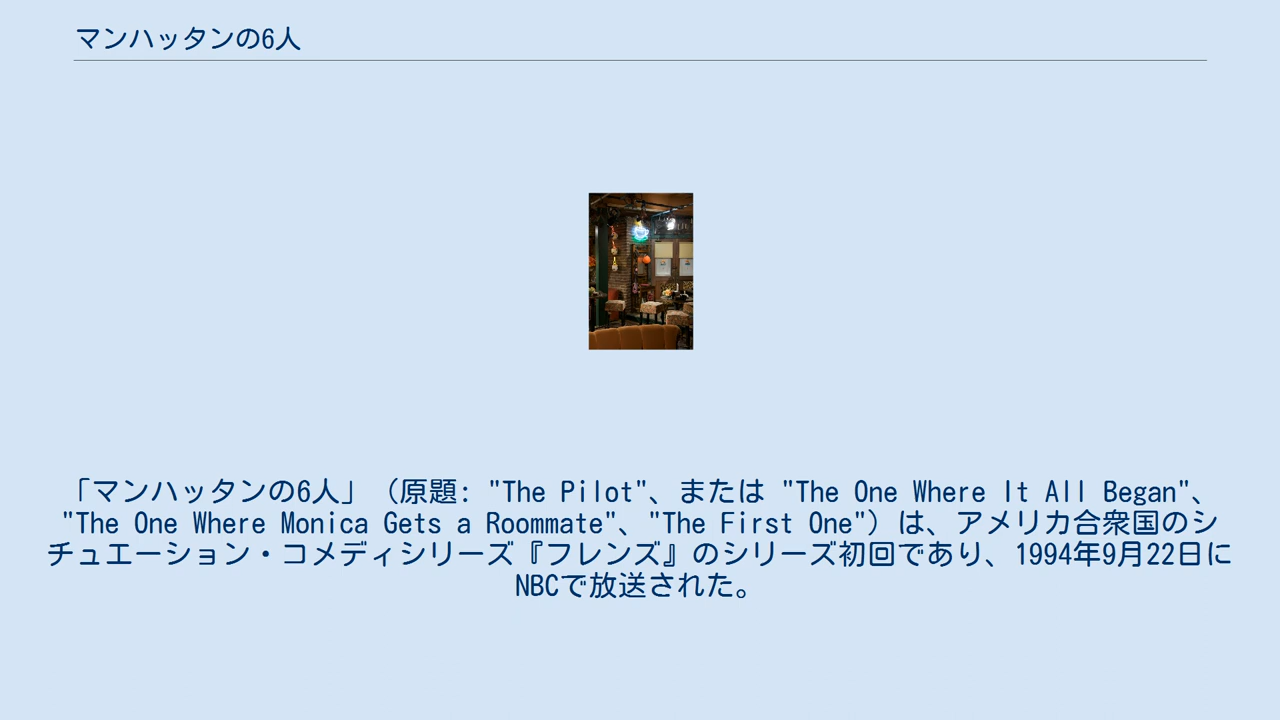 マンハッタンの6人
「マンハッタンの6人」（原題: "The Pilot"、または "The One Where It All Began"、
"The One Where Monica Gets a Roommate"、"The First One"）は、アメリカ合衆国のシ
チュエーション・コメディシリーズ『フレンズ』のシリーズ初回であり、1994年9月22日に
NBCで放送された。